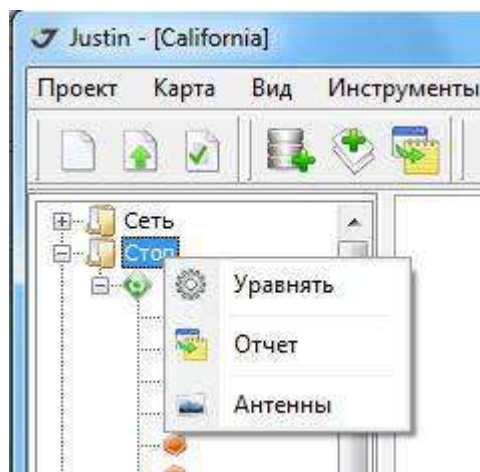 Justin - [California]
Проект Карта Вид Инструменты
Сеть
Стоп
Уравнять
Отчет
Антенны